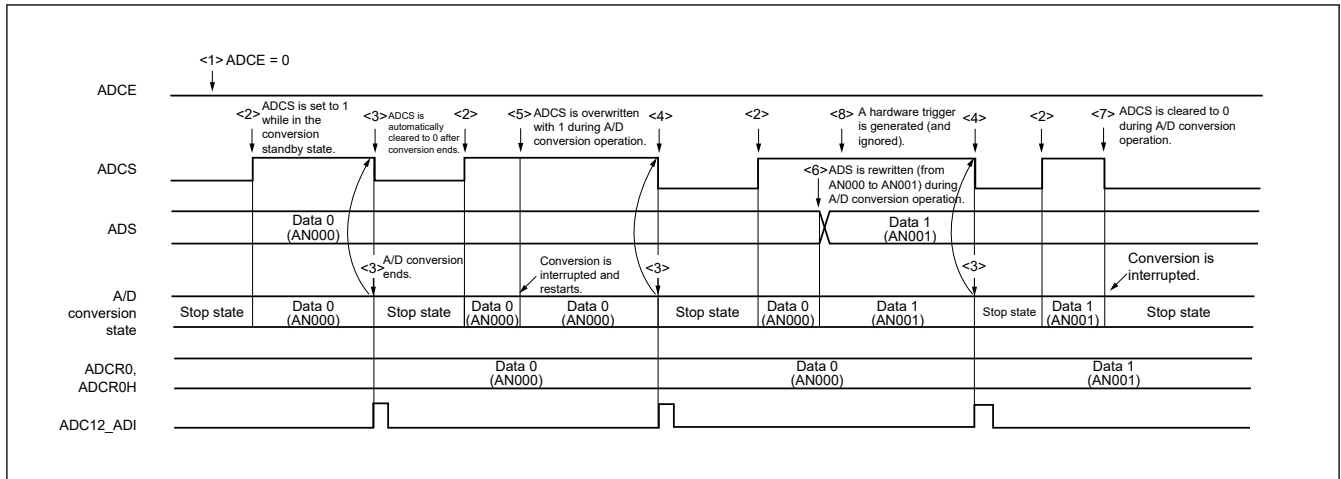 <1> ADCE = 0
ADCE
<2> ADCS is set to 1
while in the
conversion
standby state.
<3> ADCS is
automatically
cleared to 0 after
conversion ends.
<2>
<5> ADCS is overwritten
with 1 during A/D
conversion operation.
<4>
<2>
<8> A hardware trigger
is generated (and
ignored).
<4>
<2>
<7> ADCS is cleared to 0
during A/D conversion
operation.
ADCS
<6> ADS is rewritten (from
AN000 to AN001) during
A/D conversion operation.
ADS
Data 0
(AN000)
Data 1
(AN001)
<3> A/D conversion
ends.
Conversion is
interrupted and
restarts.
<3>
<3>
Conversion is
interrupted.
A/D
conversion
state
Stop state
Data 0
(AN000)
Stop state
Data 0
(AN000)
Data 0
(AN000)
Stop state
Data 0
(AN000)
Data 1
(AN001)
Stop state
Data 1
(AN001)
Stop state
ADCR0,
ADCR0H
Data 0
(AN000)
Data 0
(AN000)
Data 1
(AN001)
ADC12_ADI